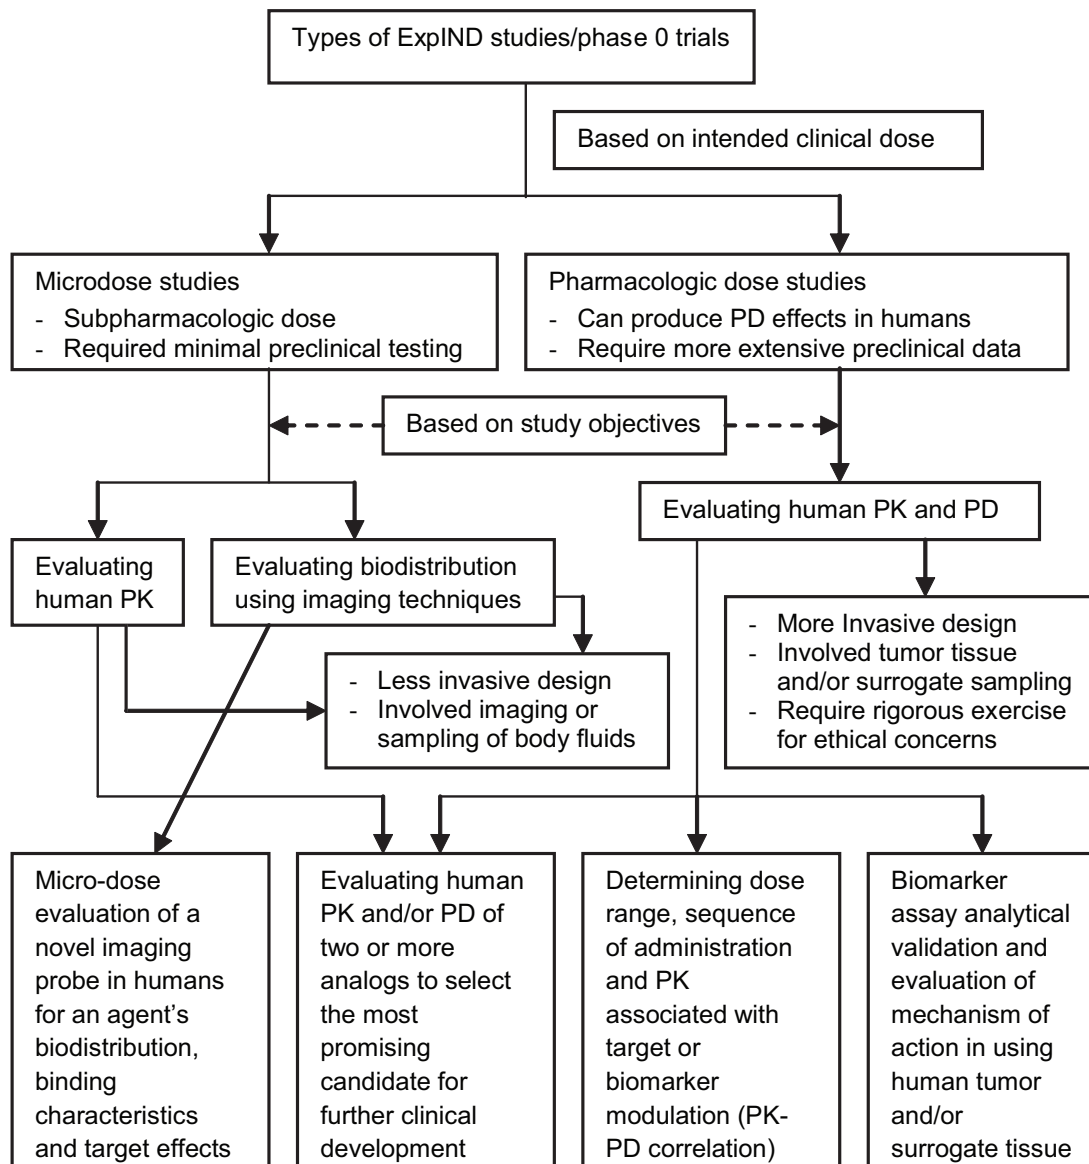 Types of ExpIND studies/phase 0 trials
Based on intended clinical dose
Microdose studies
- Subpharmacologic dose
- Required minimal preclinical testing
Pharmacologic dose studies
- Can produce PD effects in humans
- Require more extensive preclinical data
Based on study objectives
Evaluating human PK and PD
Evaluating
human PK
Evaluating biodistribution
using imaging techniques
- More Invasive design
- Involved tumor tissue
and/or surrogate sampling
- Require rigorous exercise
for ethical concerns
- Less invasive design
- Involved imaging or
sampling of body fluids
Micro-dose
evaluation of a
novel imaging
probe in humans
for an agent’s
biodistribution,
binding
characteristics
and target effects
Evaluating human
PK and/or PD of
two or more
analogs to select
the most
promising
candidate for
further clinical
development
Determining dose
range, sequence
of administration
and PK
associated with
target or
biomarker
modulation (PK-
PD correlation)
Biomarker
assay analytical
validation and
evaluation of
mechanism of
action in using
human tumor
and/or
surrogate tissue